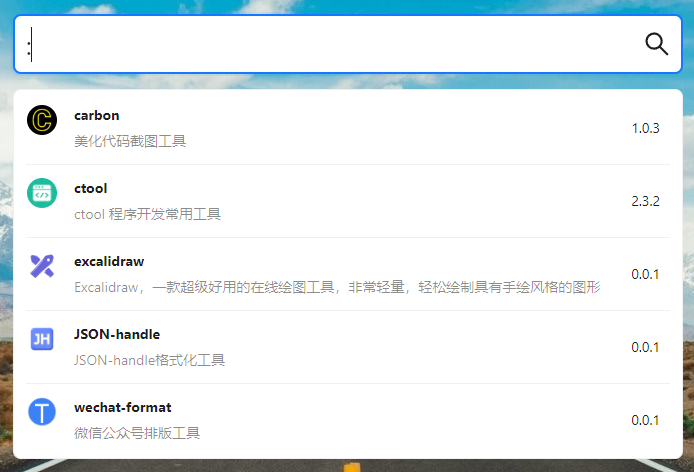 :
C
carbon
美化代码截图工具
1.0.3
ctool
ctool 程序开发常用工具
2.3.2
excalidraw
Excalidraw，一款超级好用的在线绘图工具，非常轻量，轻松绘制具有手绘风格的图形
0.0.1
JH
JSON-handle
JSON-handle格式化工具
0.0.1
T
wechat-format
微信公众号排版工具
0.0.1